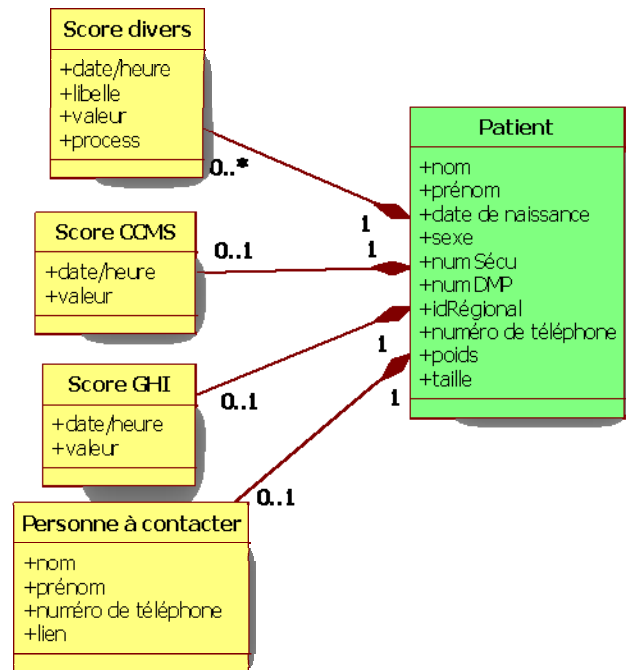 Score divers
+date/heure
+libelle
+valeur
+process
0..*
1
Score CCMS
+date/heure
+valeur
0..1
1
Score GHI
+date/heure
+valeur
0..1
1
Personne à contacter
+nom
+prénom
+numéro de téléphone
+lien
0..1
1
Patient
+nom
+prénom
+date de naissance
+sexe
+num Sécu
+num DMP
+idRégional
+numéro de téléphone
+poids
+taille